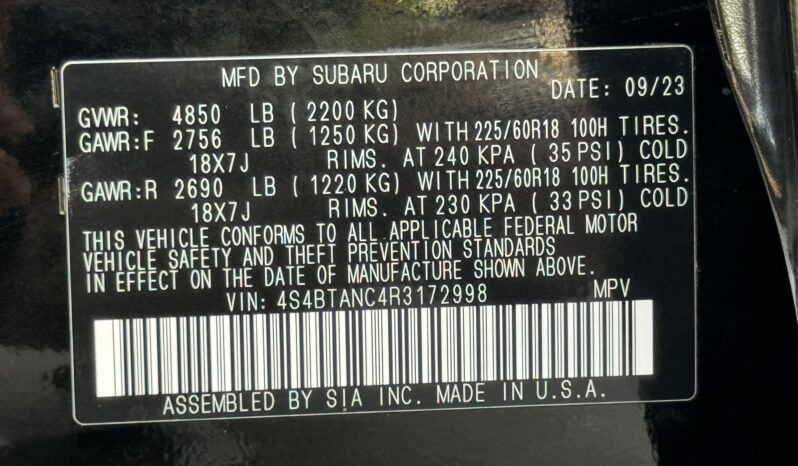 MFD BY SUBARU CORPORATION DATE: 09/23
GVWR: 4850 LB (2200 KG)
GAWR:F 2756 LB (1250 KG) WITH 225/60R18 100H TIRES.
18X7J RIMS. AT 240 KPA (35 PSI) COLD
GAWR:R 2690 LB (1220 KG) WITH 225/60R18 100H TIRES.
18X7J RIMS. AT 230 KPA (33 PSI) COLD
THIS VEHICLE CONFORMS TO ALL APPLICABLE FEDERAL MOTOR
VEHICLE SAFETY AND THEFT PREVENTION STANDARDS
IN EFFECT ON THE DATE OF MANUFACTURE SHOWN ABOVE.
VIN: 4S4BTANC4R3172998 MPV
ASSEMBLED BY SIA INC. MADE IN U.S.A.